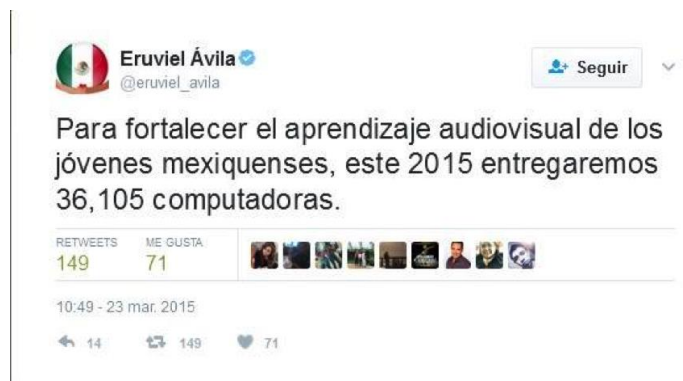 Eruviel Ávila
@eruviel_avila
Seguir
Para fortalecer el aprendizaje audiovisual de los
jóvenes mexiquenses, este 2015 entregaremos
36,105 computadoras.
RETWEETS ME GUSTA
149 71
10:49 - 23 mar. 2015
14 149 71